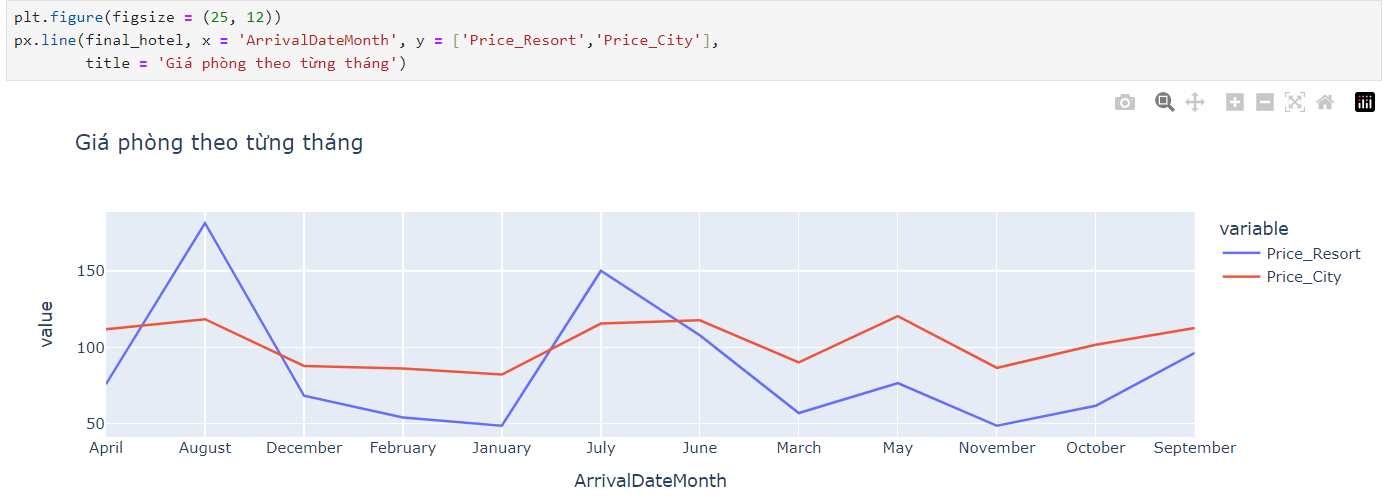 plt.figure(figsize = (25, 12))
px.line(final_hotel, x = 'ArrivalDateMonth', y = ['Price_Resort','Price_City'],
title = 'Giá phòng theo từng tháng')
Giá phòng theo từng tháng
variable
Price_Resort
Price_City
value
150
100
50
April August December February January July June March May November October September
ArrivalDateMonth